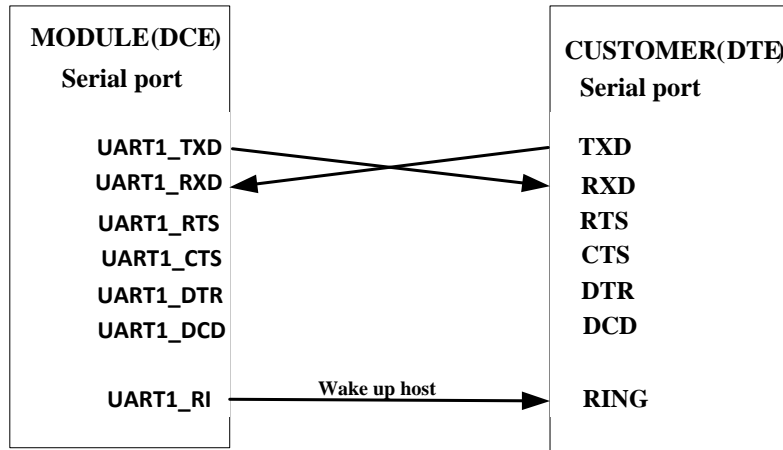 MODULE(DCE)
Serial port
UART1_TXD
UART1_RXD
UART1_RTS
UART1_CTS
UART1_DTR
UART1_DCD
UART1_RI
Wake up host
CUSTOMER(DTE)
Serial port
TXD
RXD
RTS
CTS
DTR
DCD
RING